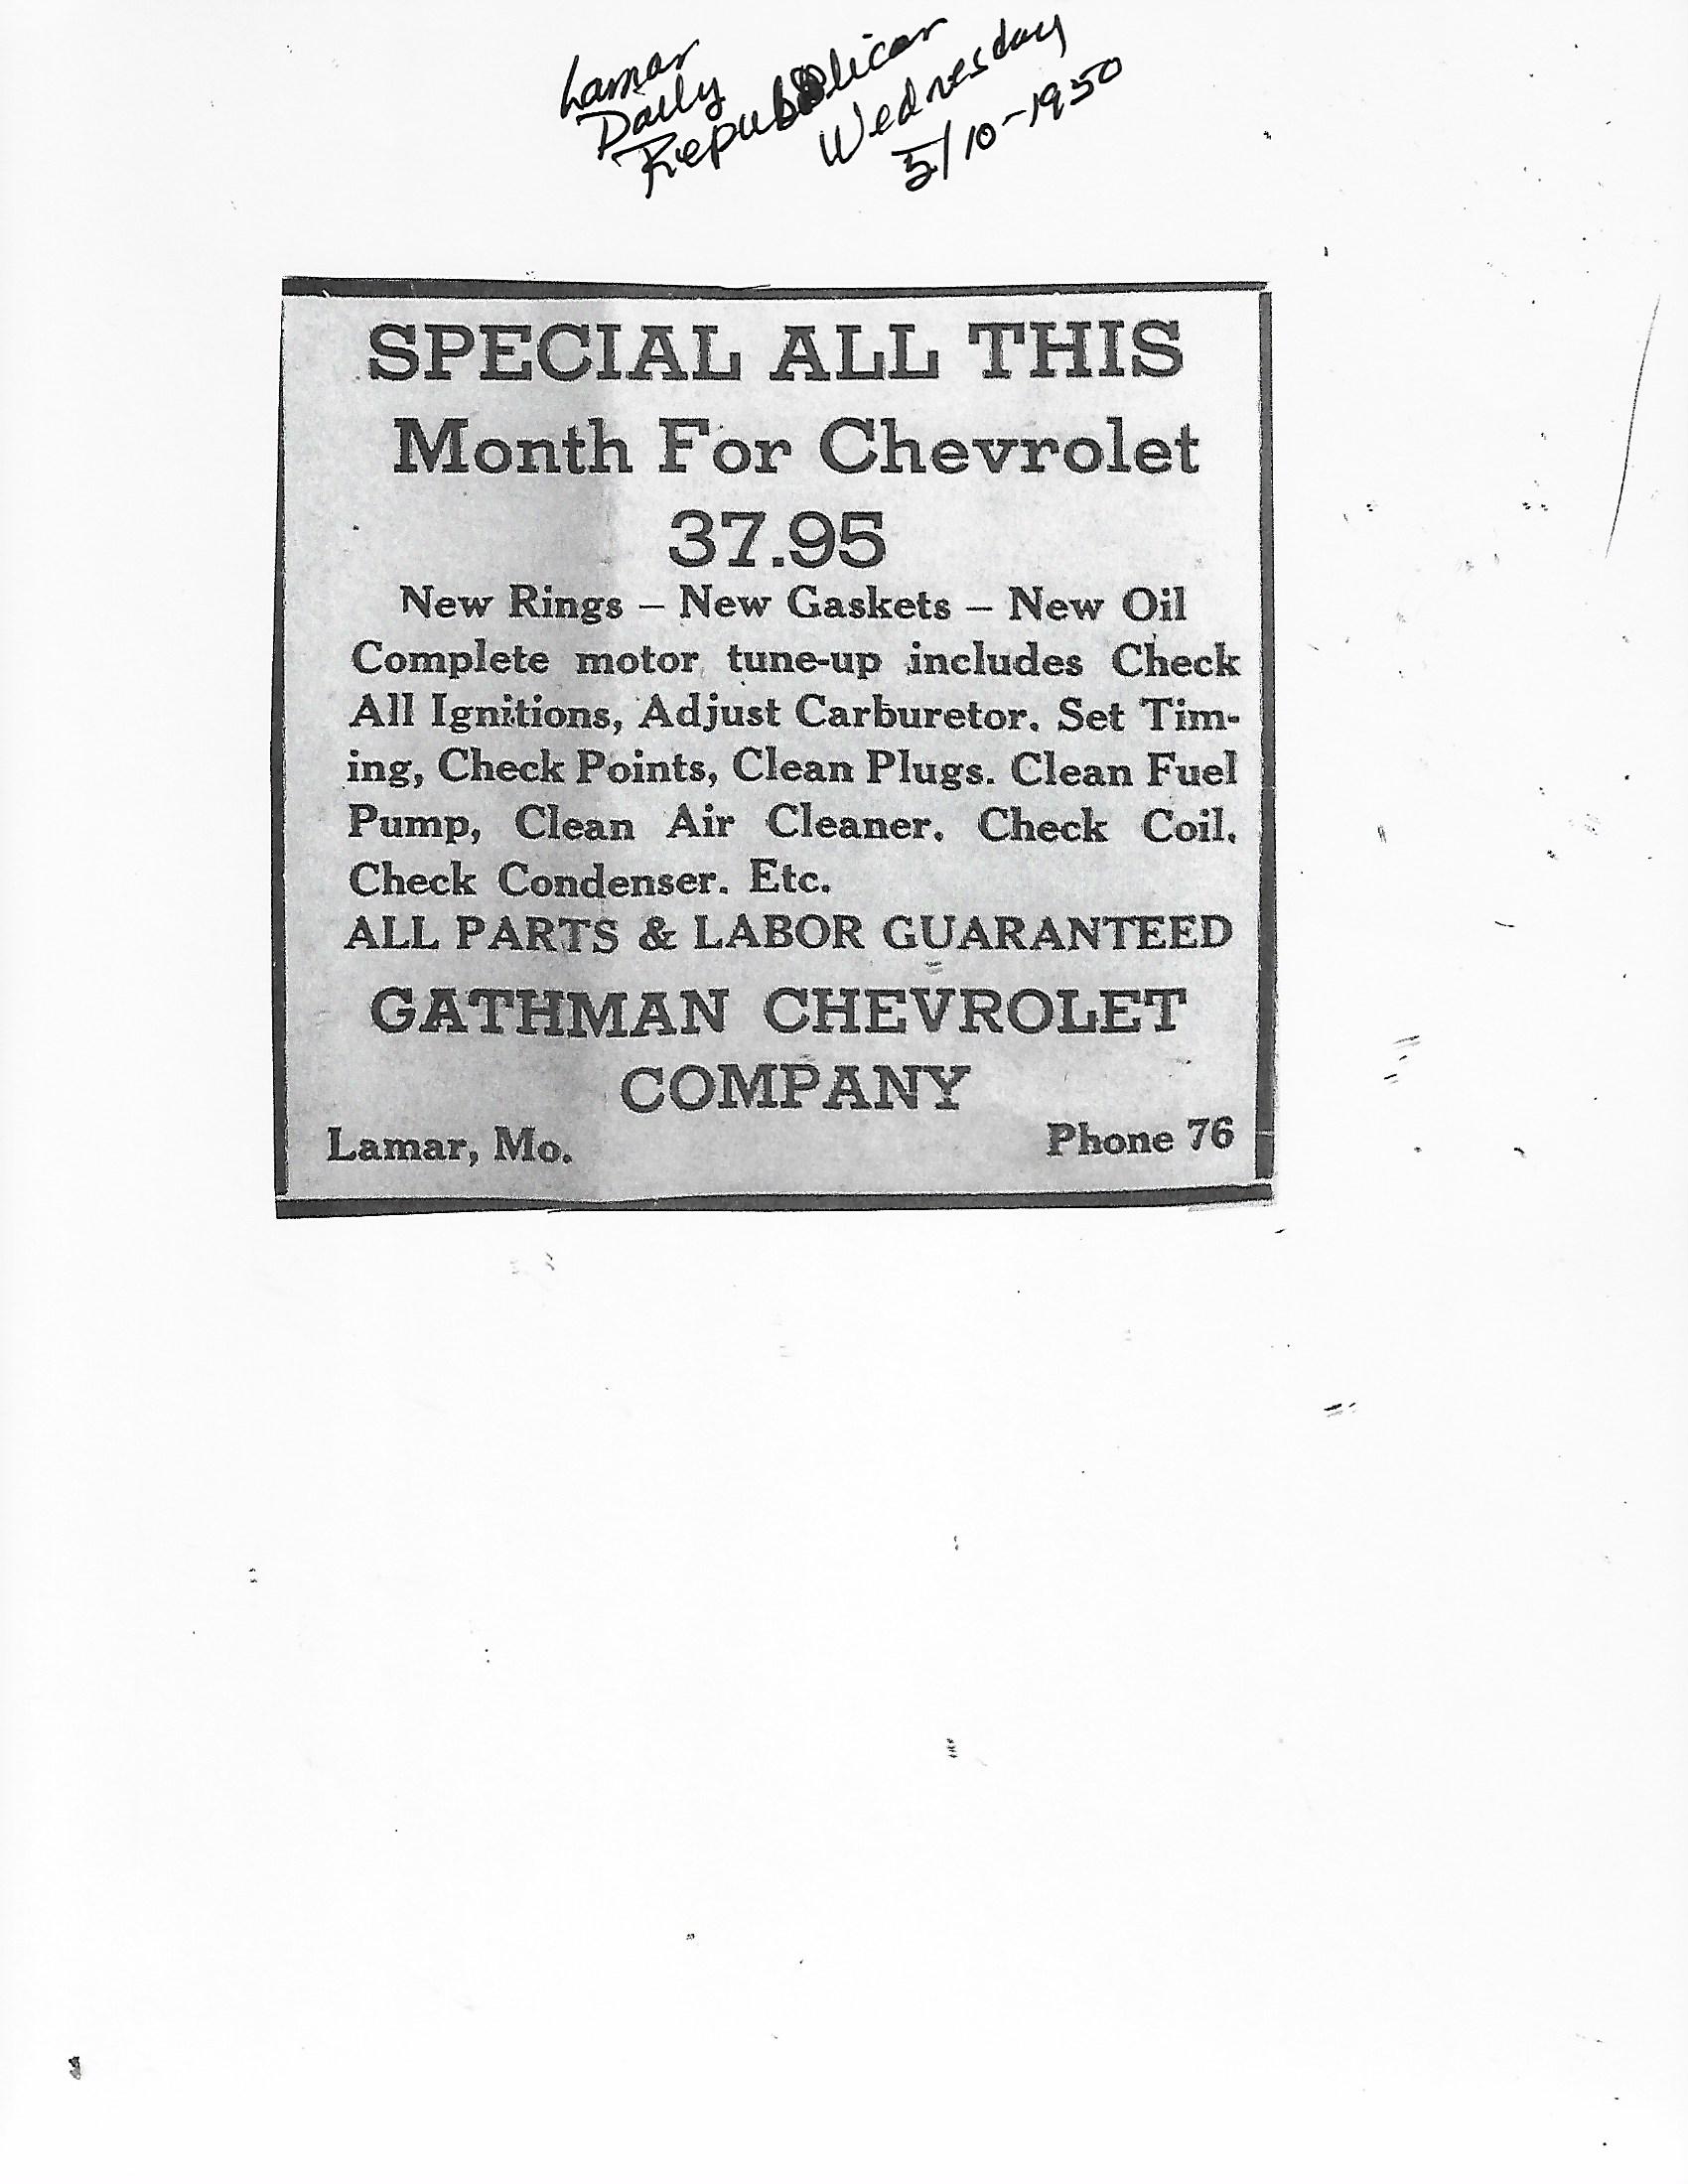 Lamar
Daily
Republican
Wednesday
5/10-1950
SPECIAL ALL THIS
Month For Chevrolet
37.95
New Rings – New Gaskets – New Oil
Complete motor tune-up includes Check
All Ignitions, Adjust Carburetor. Set Tim-
ing, Check Points, Clean Plugs. Clean Fuel
Pump, Clean Air Cleaner. Check Coil.
Check Condenser. Etc.
ALL PARTS & LABOR GUARANTEED
GATHMAN CHEVROLET
COMPANY
Lamar, Mo. Phone 76